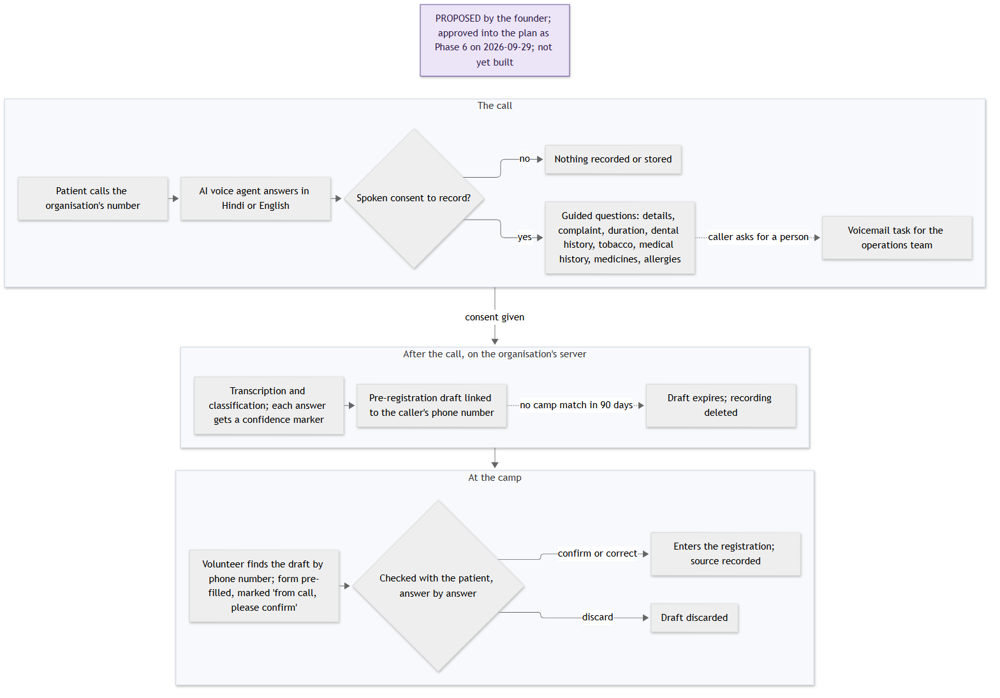 PROPOSED by the founder;
approved into the plan as
Phase 6 on 2026-09-29; not
yet built
The call
Patient calls the
organisation's number
AI voice agent answers in
Hindi or English
Spoken consent to record?
no
Nothing recorded or stored
yes
Guided questions: details,
complaint, duration, dental
history, tobacco, medical
history, medicines, allergies
caller asks for a person
Voicemail task for the
operations team
consent given
After the call, on the organisation's server
Transcription and
classification; each answer
gets a confidence marker
Pre-registration draft linked
to the caller's phone number
no camp match in 90 days
Draft expires; recording
deleted
At the camp
Volunteer finds the draft by
phone number; form pre-
filled, marked 'from call,
please confirm'
Checked with the patient,
answer by answer
confirm or correct
Enters the registration;
source recorded
discard
Draft discarded